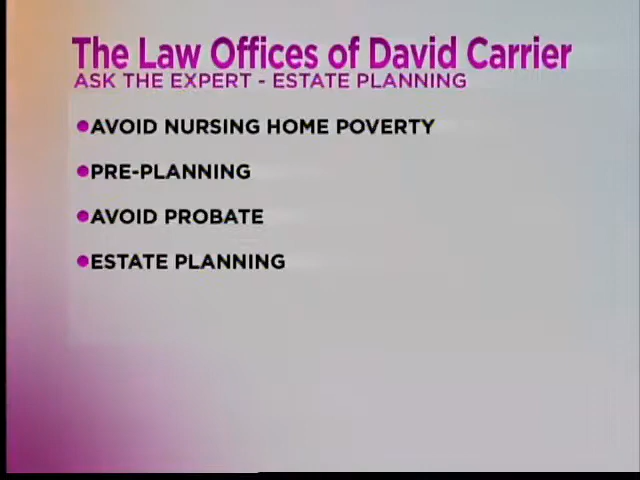 The Law Offices of David Carrier
ASK THE EXPERT - ESTATE PLANNING
•AVOID NURSING HOME POVERTY
•PRE-PLANNING
•AVOID PROBATE
•ESTATE PLANNING